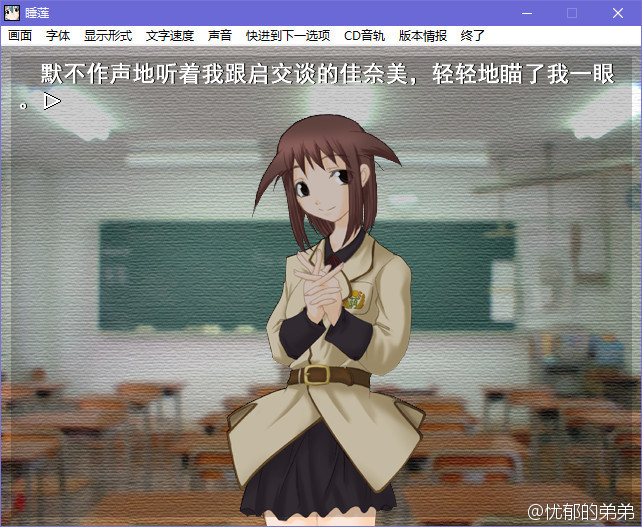 睡莲
画面 字体 显示形式 文字速度 声音 快进到下一选项 CD音轨 版本情报 终了
默不作声地听着我跟启交谈的佳奈美，轻轻地瞄了我一眼
。
@忧郁的弟弟